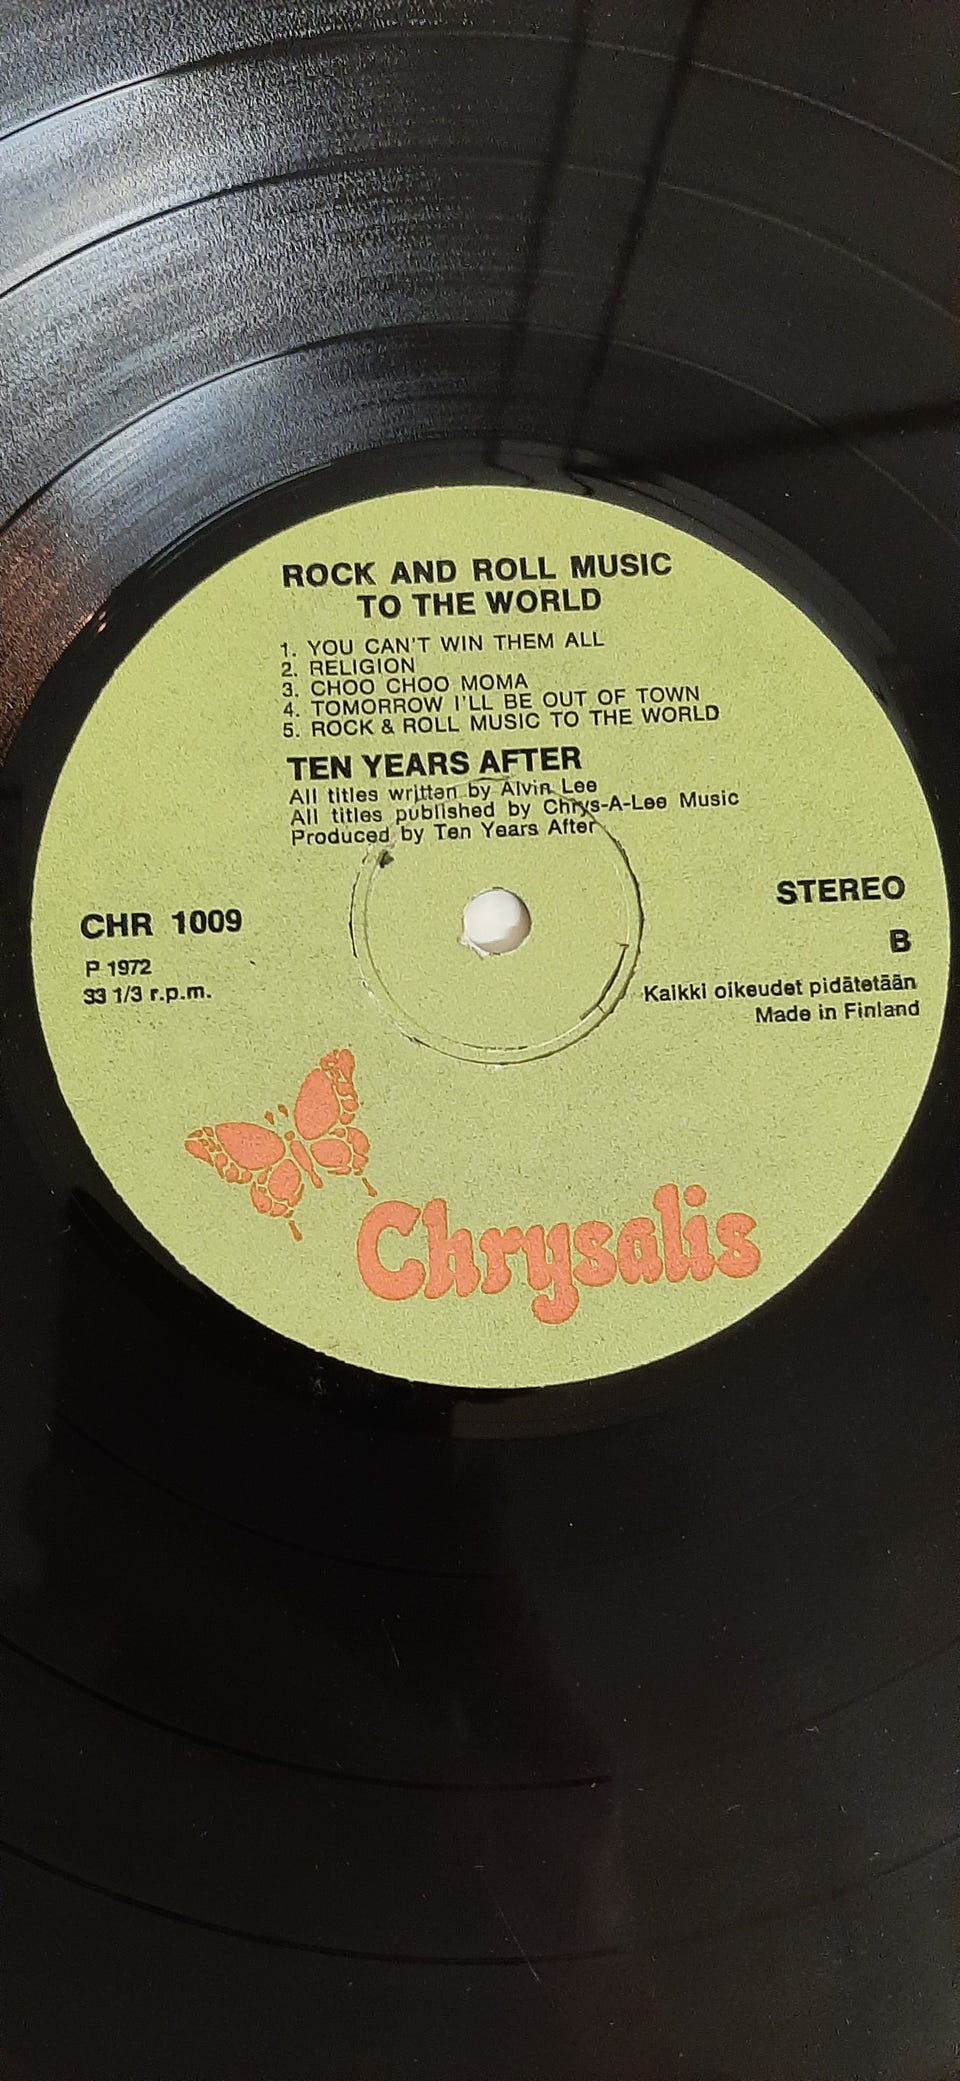 ROCK AND ROLL MUSIC
TO THE WORLD
1. YOU CAN'T WIN THEM ALL
2. RELIGION
3. CHOO CHOO MOMA
4. TOMORROW I'LL BE OUT OF TOWN
5. ROCK & ROLL MUSIC TO THE WORLD
TEN YEARS AFTER
All titles written by Alvin Lee
All titles published by Chrys-A-Lee Music
Produced by Ten Years After
CHR 1009
P 1972
33 1/3 r.p.m.
STEREO
B
Kaikki oikeudet pidätetään
Made in Finland
Chrysalis